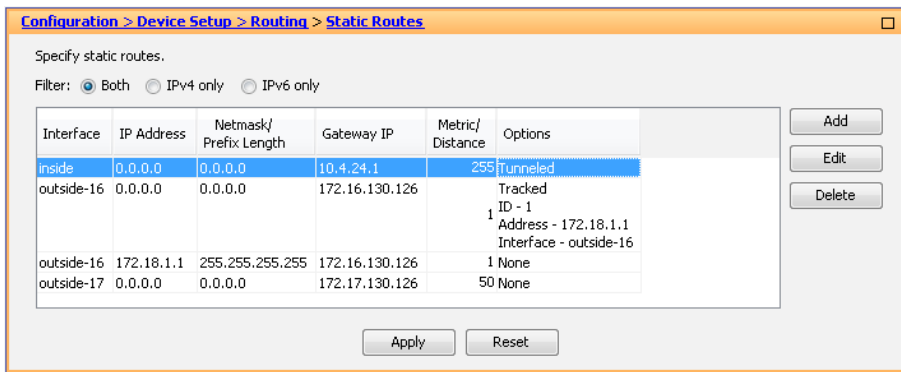 Configuration > Device Setup > Routing > Static Routes
Specify static routes.
Filter: Both IPv4 only IPv6 only
Interface IP Address Netmask/ Prefix Length Gateway IP Metric/ Distance Options
inside 0.0.0.0 0.0.0.0 10.4.24.1 255 Tunneled
outside-16 0.0.0.0 0.0.0.0 172.16.130.126 1 Tracked
ID - 1
Address - 172.18.1.1
Interface - outside-16
outside-16 172.18.1.1 255.255.255.255 172.16.130.126 1 None
outside-17 0.0.0.0 0.0.0.0 172.17.130.126 50 None
Add
Edit
Delete
Apply Reset